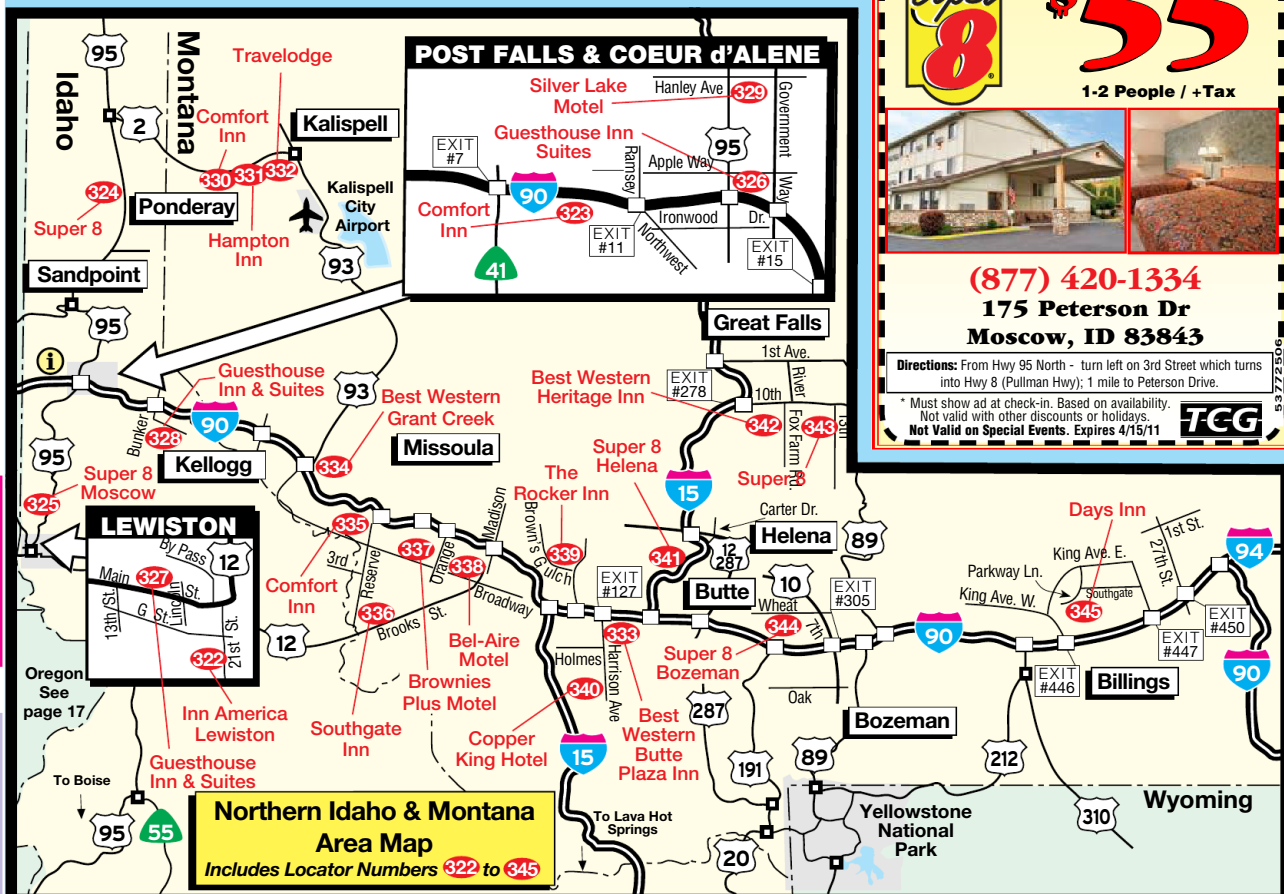 95
Idaho
Montana
2
Travelodge
Comfort
Inn
Kalispell
330
331
332
324
Super 8
Ponderay
Hampton
Inn
Kalispell
City
Airport
93
Sandpoint
95
POST FALLS & COEUR d'ALENE
Silver Lake
Motel
Hanley Ave
329
Government
Way
Guesthouse Inn
Suites
95
EXIT
#7
Ramsey
Apple Way
326
90
Comfort
Inn
323
Ironwood Dr.
EXIT
#11
Northwest
EXIT
#15
41
i
Guesthouse
Inn & Suites
93
Best Western
Grant Creek
Bunker
328
90
Kellogg
334
Missoula
95
Super 8
Moscow
325
Great Falls
1st Ave.
EXIT
#278
River
Best Western
Heritage Inn
10th
342
Fox Farm Rd.
343
13th
Super 8
Helena
Super 8
15
The
Rocker Inn
Carter Dr.
Helena
341
12
287
89
LEWISTON
By Pass
12
Main St.
327
Lincoln
13th/St.
G St.
21st St.
322
335
3rd
Reserve
337
Orange
338
Madison
Brown's Gulch
339
Comfort
Inn
336
Broadway
Brooks St.
12
EXIT
#127
Butte
10
Wheat
344
7th
EXIT
#305
333
Bel-Aire
Motel
Super 8
Bozeman
Brownies
Plus Motel
Holmes
Harrison Ave
340
Oak
Southgate
Inn
Copper
King Hotel
Best
Western
Butte
Plaza Inn
287
Bozeman
15
Days Inn
1st St.
27th St.
King Ave. E.
Parkway Ln.
Southgate
King Ave. W.
345
94
90
EXIT
#450
EXIT
#447
EXIT
#446
Billings
90
Oregon
See
page 17
Inn America
Lewiston
Guesthouse
Inn & Suites
To Boise
95
55
Northern Idaho & Montana
Area Map
Includes Locator Numbers 322 to 345
To Lava Hot
Springs
191
89
20
Yellowstone
National
Park
212
310
Wyoming
Super
8
$55
1-2 People / +Tax
(877) 420-1334
175 Peterson Dr
Moscow, ID 83843
Directions: From Hwy 95 North - turn left on 3rd Street which turns
into Hwy 8 (Pullman Hwy); 1 mile to Peterson Drive.
* Must show ad at check-in. Based on availability.
Not valid with other discounts or holidays.
Not Valid on Special Events. Expires 4/15/11
TCG
5372506